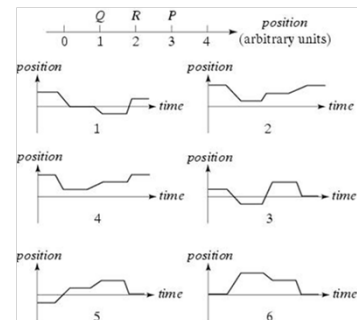 Q R P position
0 1 2 3 4 (arbitrary units)
position position
time time
1 2
position position
time time
4 3
position position
time time
5 6